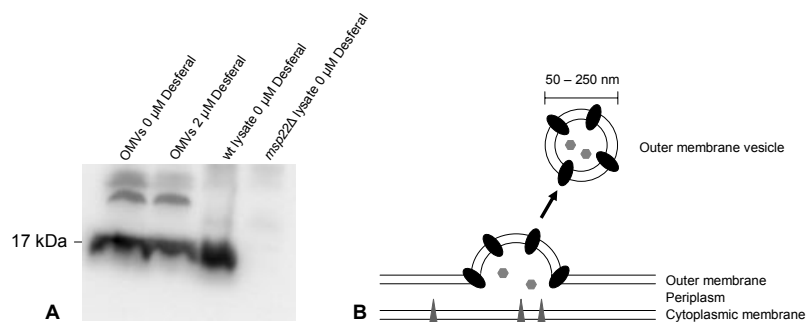 OMVs 0 µM Desferal
OMVs 2 µM Desferal
wt lysate 0 µM Desferal
msp22Δ lysate 0 µM Desferal
17 kDa
A
50 – 250 nm
Outer membrane vesicle
Outer membrane
Periplasm
Cytoplasmic membrane
B